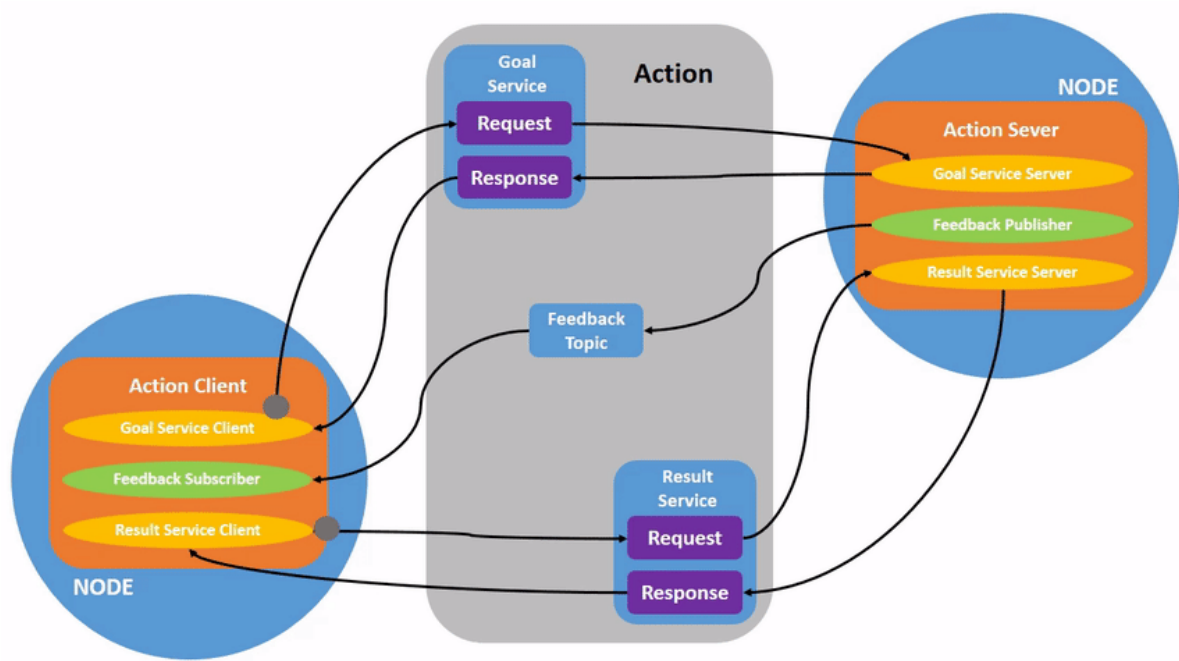 Goal
Service
Request
Response
Action
NODE
Action Sever
Goal Service Server
Feedback Publisher
Result Service Server
Feedback
Topic
Action Client
Goal Service Client
Feedback Subscriber
Result Service Client
NODE
Result
Service
Request
Response